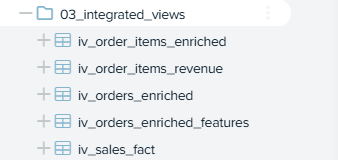 03_integrated_views
iv_order_items_enriched
iv_order_items_revenue
iv_orders_enriched
iv_orders_enriched_features
iv_sales_fact